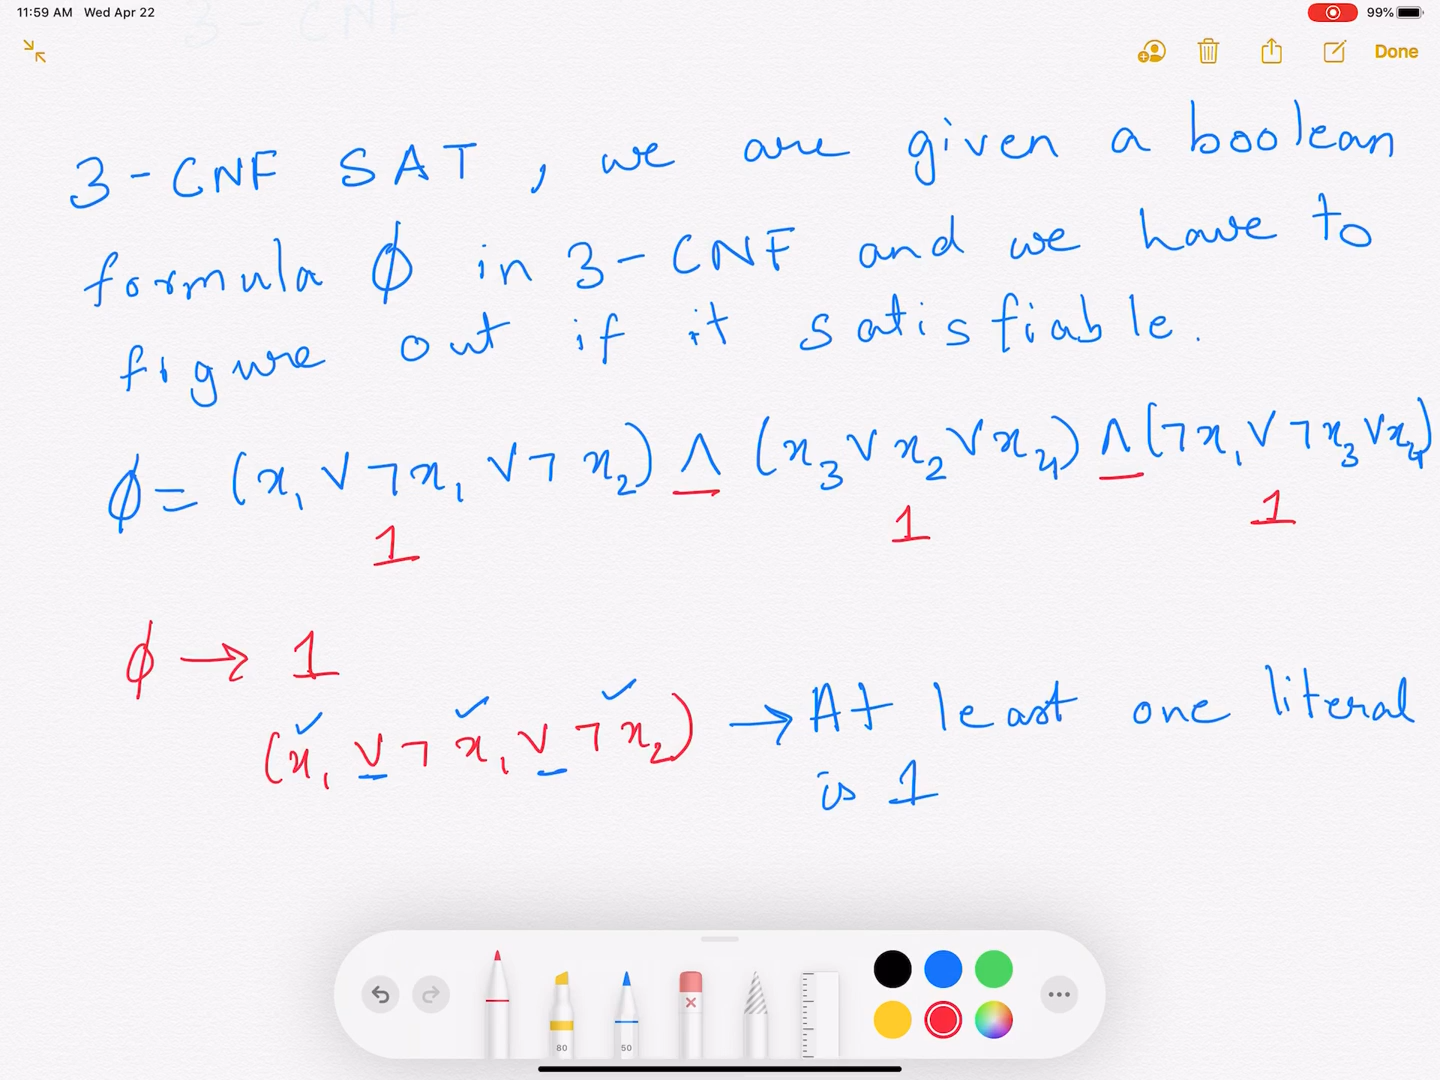 11:59 AM Wed Apr 22
99%
3-CNF
Done
3-CNF SAT, we are given a boolean
formula ϕ in 3-CNF and we have to
figure out if it satisfiable.
ϕ = (x₁ ∨ ¬x₁ ∨ ¬x₂) ∧ (x₃ ∨ x₂ ∨ x₄) ∧ (¬x₁ ∨ ¬x₃ ∨ x₄)
1 1 1
ϕ → 1
(x₁ ∨ ¬x₁ ∨ ¬x₂) → At least one literal
is 1
80 50